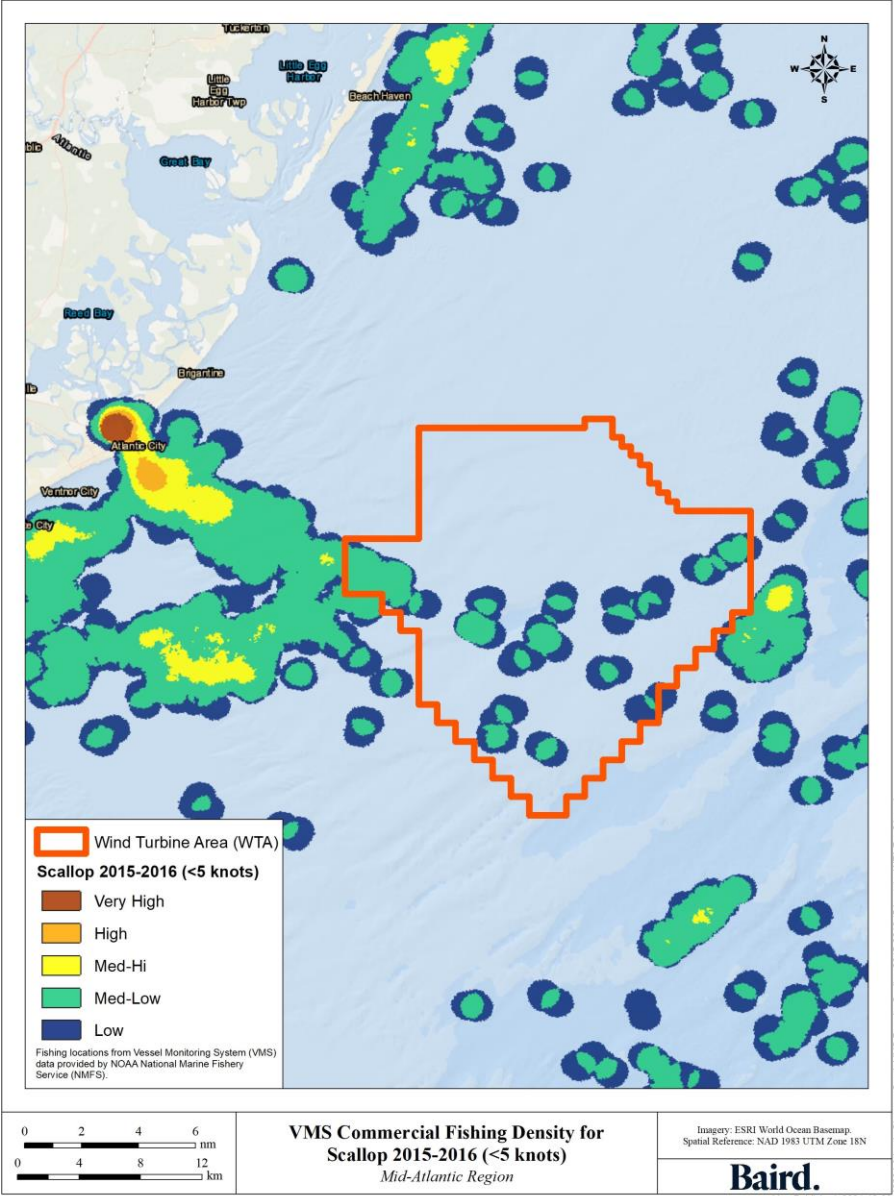 Tuckerton
Little Egg
Harbor
Little
Egg
Harbor Twp
Beach Haven
N
W
E
S
blic
Atlantic
Great Bay
Reed Bay
Brigantine
lle
Atlantic City
Ventnor City
e City
Wind Turbine Area (WTA)
Scallop 2015-2016 (<5 knots)
Very High
High
Med-Hi
Med-Low
Low
Fishing locations from Vessel Monitoring System (VMS)
data provided by NOAA National Marine Fishery
Service (NMFS).
0 2 4 6
nm
0 4 8 12
km
VMS Commercial Fishing Density for
Scallop 2015-2016 (<5 knots)
Mid-Atlantic Region
Imagery: ESRI World Ocean Basemap.
Spatial Reference: NAD 1983 UTM Zone 18N
Baird.